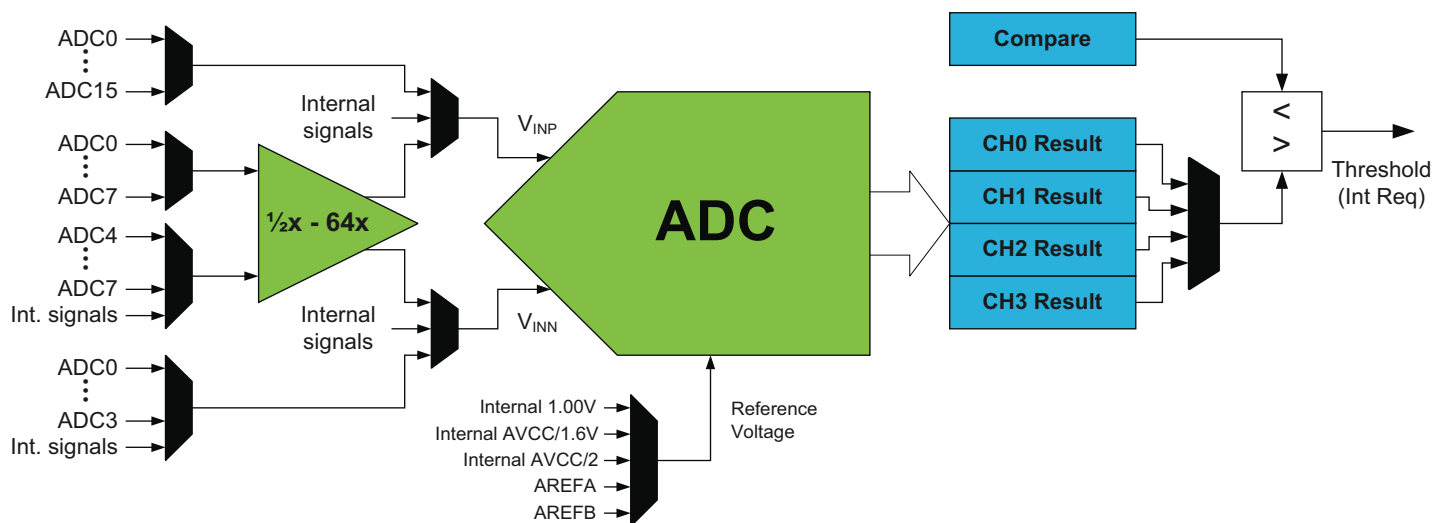 ADC0
ADC15
Internal
signals
ADC0
ADC7
ADC4
ADC7
Int. signals
½x - 64x
Internal
signals
ADC0
ADC3
Int. signals
VINP
VINN
ADC
Internal 1.00V
Internal AVCC/1.6V
Internal AVCC/2
AREFA
AREFB
Reference
Voltage
Compare
CH0 Result
CH1 Result
CH2 Result
CH3 Result
<
>
Threshold
(Int Req)